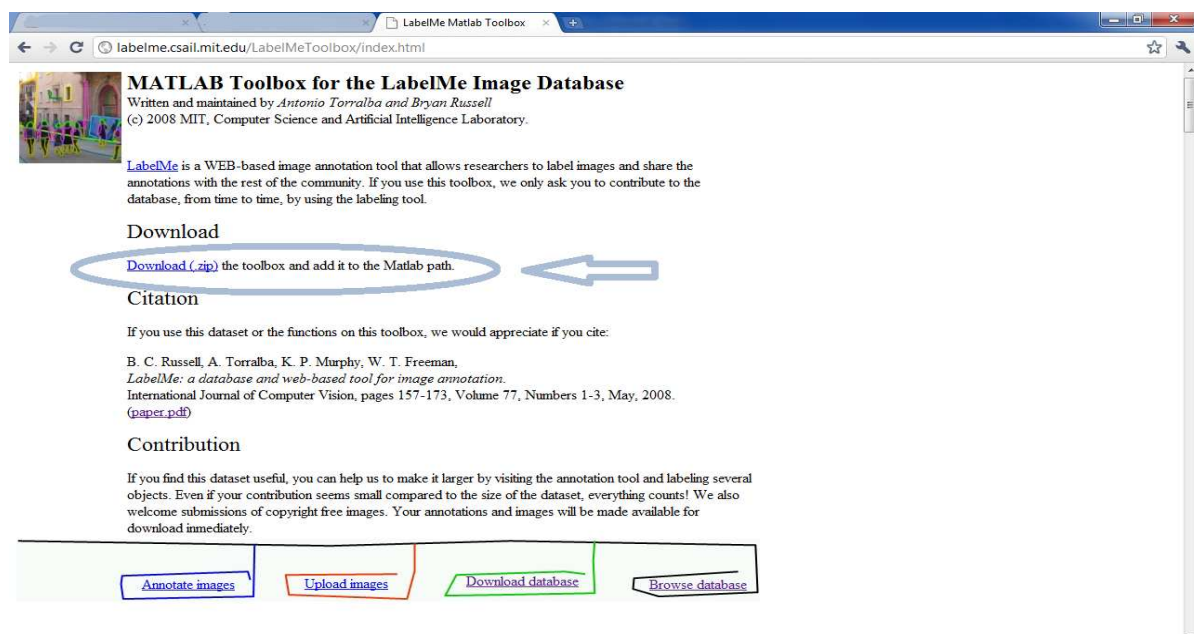 LabelMe Matlab Toolbox
labelme.csail.mit.edu/LabelMeToolbox/index.html
MATLAB Toolbox for the LabelMe Image Database
Written and maintained by Antonio Torralba and Bryan Russell
(c) 2008 MIT, Computer Science and Artificial Intelligence Laboratory.
LabelMe is a WEB-based image annotation tool that allows researchers to label images and share the
annotations with the rest of the community. If you use this toolbox, we only ask you to contribute to the
database, from time to time, by using the labeling tool.
Download
Download (.zip) the toolbox and add it to the Matlab path.
Citation
If you use this dataset or the functions on this toolbox, we would appreciate if you cite:
B. C. Russell, A. Torralba, K. P. Murphy, W. T. Freeman,
LabelMe: a database and web-based tool for image annotation.
International Journal of Computer Vision, pages 157-173, Volume 77, Numbers 1-3, May, 2008.
(paper.pdf)
Contribution
If you find this dataset useful, you can help us to make it larger by visiting the annotation tool and labeling several
objects. Even if your contribution seems small compared to the size of the dataset, everything counts! We also
welcome submissions of copyright free images. Your annotations and images will be made available for
download inmediately.
Annotate images Upload images Download database Browse database